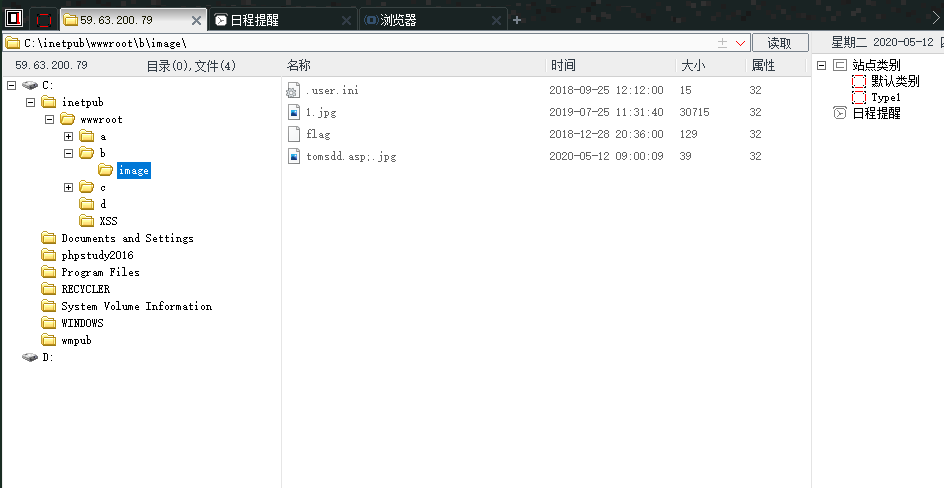 59.63.200.79 日程提醒 浏览器
C:\inetpub\wwwroot\b\image\ 读取 星期二 2020-05-12
59.63.200.79 目录(0),文件(4) 名称 时间 大小 属性
站点类别
默认类别
Type1
日程提醒
C:
inetpub
wwwroot
a
b
image
c
d
XSS
Documents and Settings
phpstudy2016
Program Files
RECYCLER
System Volume Information
WINDOWS
wmpub
D:
.user.ini 2018-09-25 12:12:00 15 32
1.jpg 2019-07-25 11:31:40 30715 32
flag 2018-12-28 20:36:00 129 32
tomsdd.asp;.jpg 2020-05-12 09:00:09 39 32